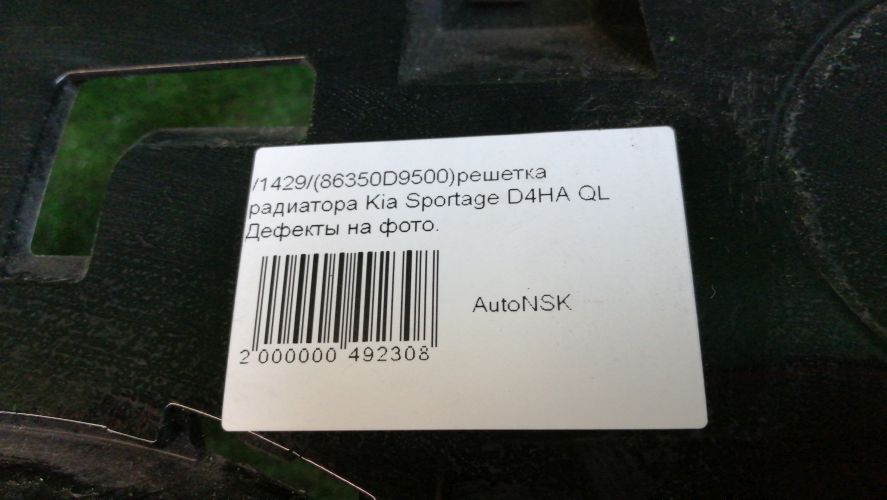 /1429/(86350D9500)решетка
радиатора Kia Sportage D4HA QL
Дефекты на фото.
AutoNSK
2 000000 492308